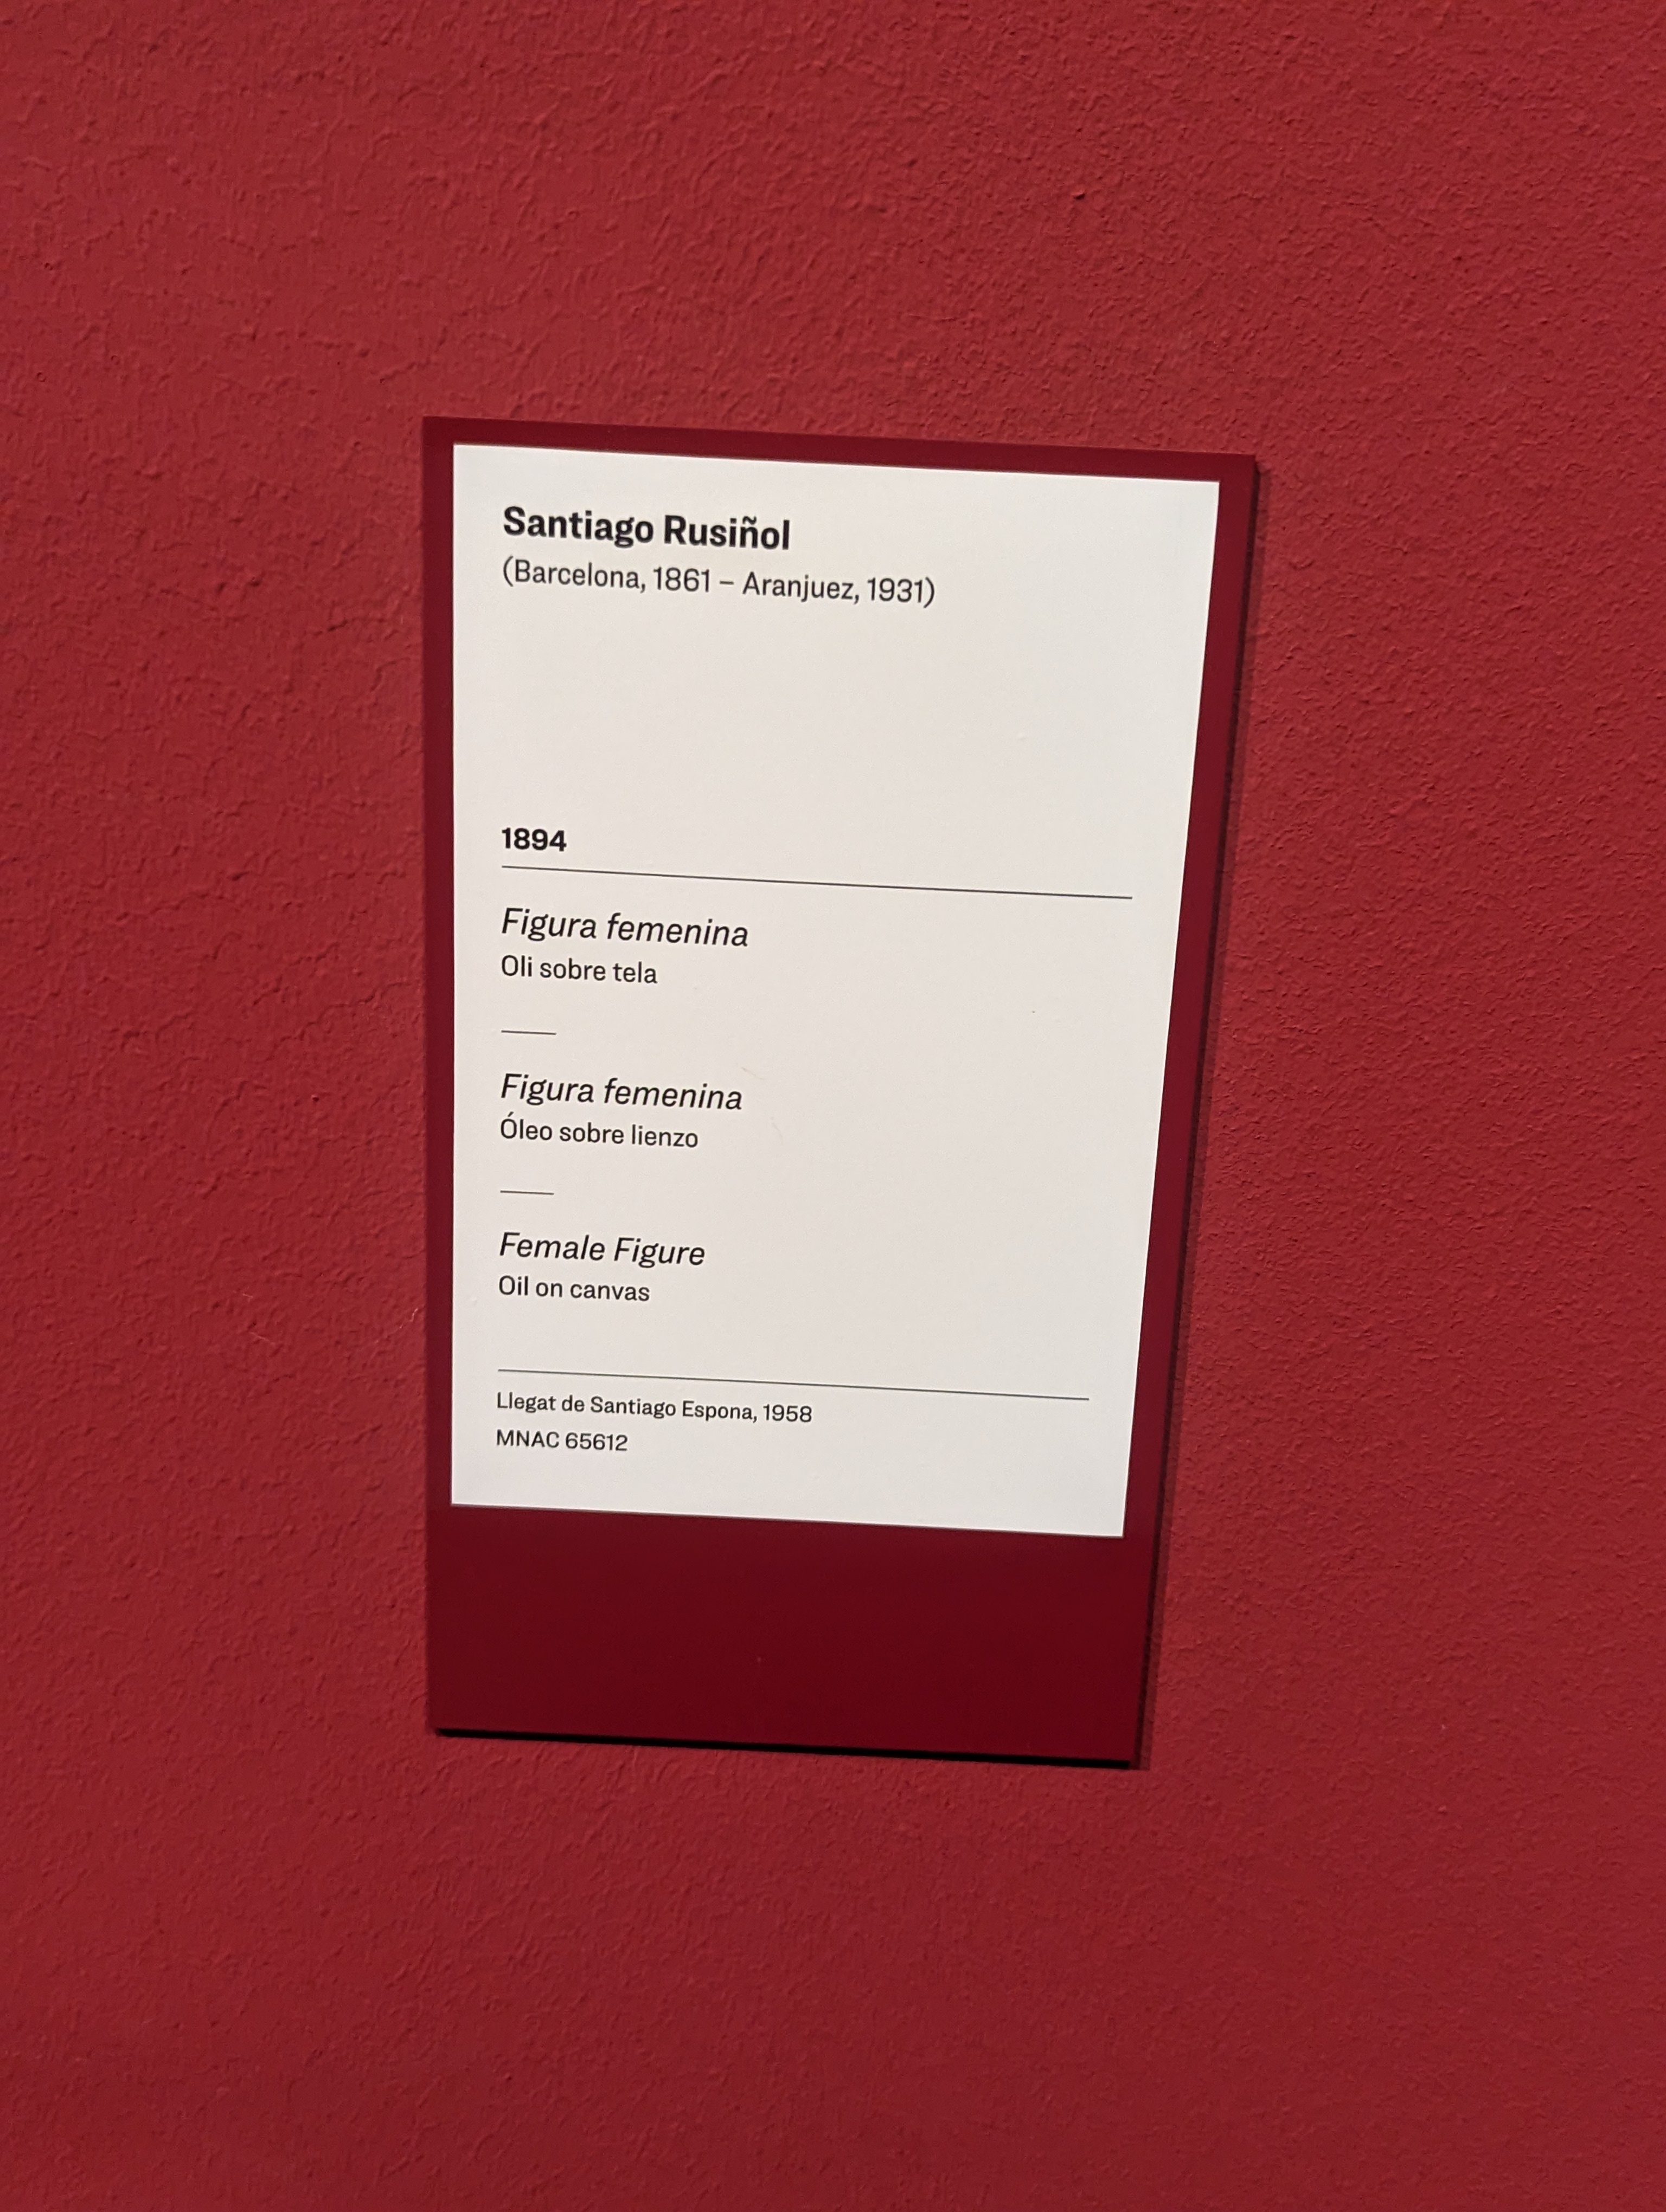 Santiago Rusiñol
(Barcelona, 1861 – Aranjuez, 1931)
1894
Figura femenina
Oli sobre tela
Figura femenina
Óleo sobre lienzo
Female Figure
Oil on canvas
Llegat de Santiago Espona, 1958
MNAC 65612